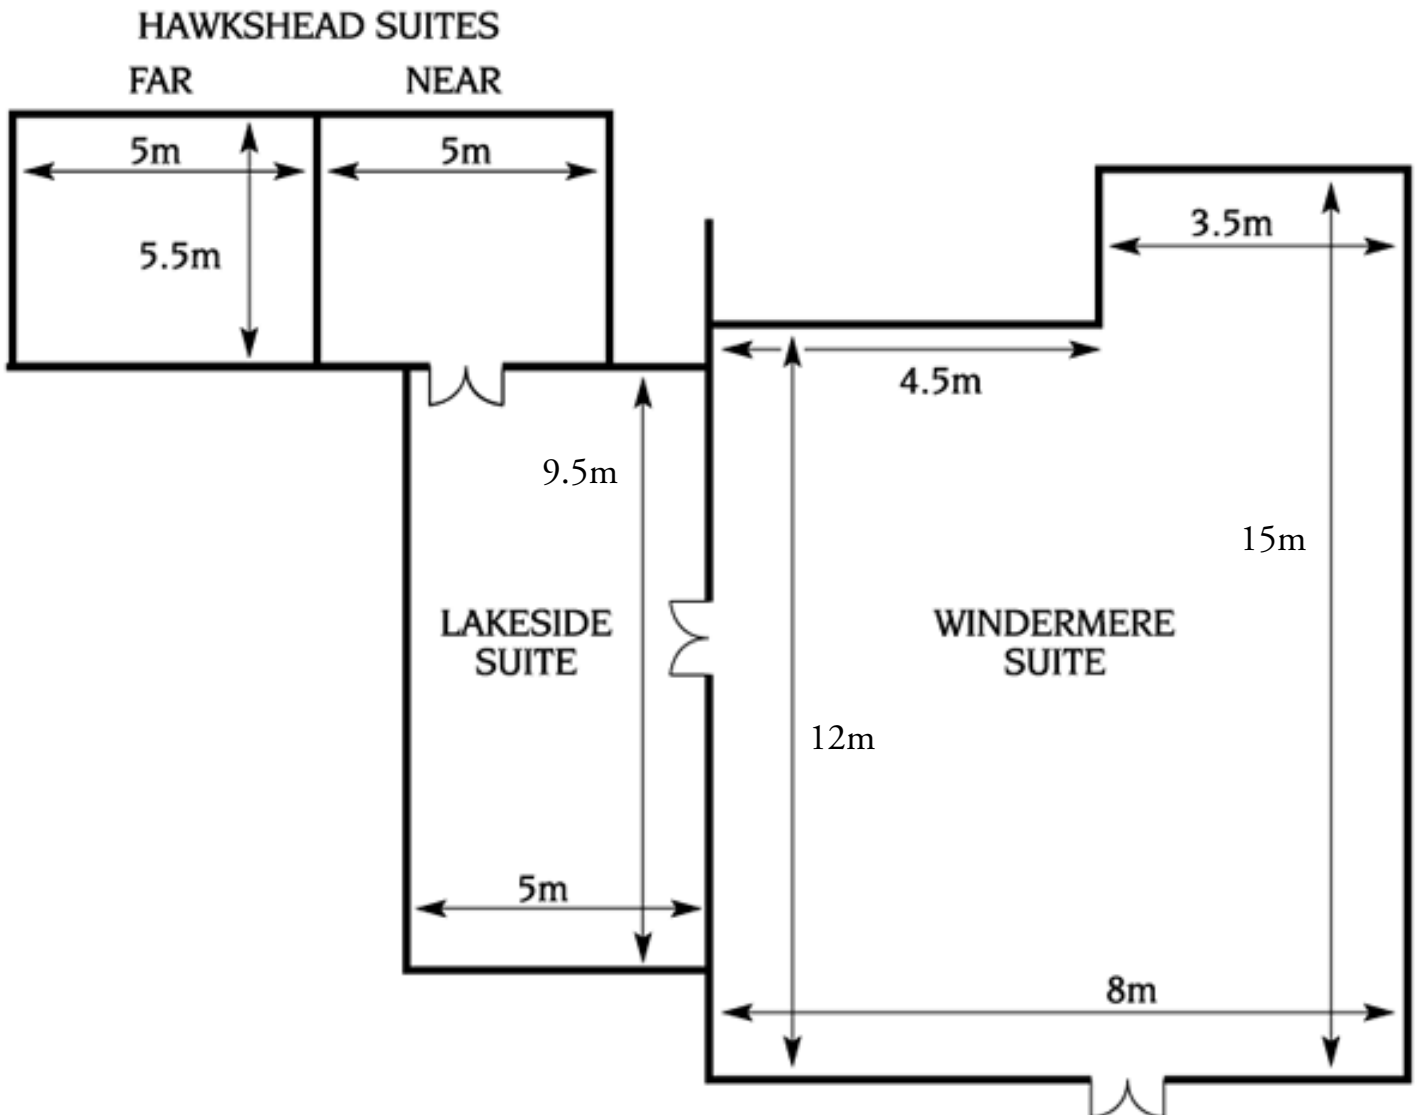 HAWKSHEAD SUITES
FAR
NEAR
5m
5m
5.5m
3.5m
4.5m
9.5m
15m
LAKESIDE
SUITE
WINDERMERE
SUITE
12m
5m
8m